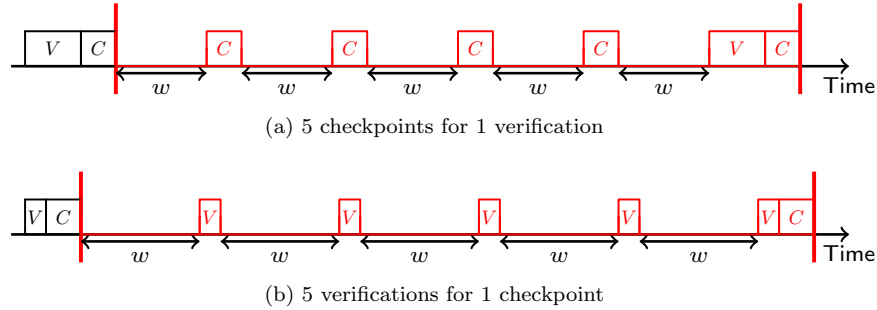 V C C C C C V C
w w w w w Time
(a) 5 checkpoints for 1 verification
V C V V V V V C
w w w w w Time
(b) 5 verifications for 1 checkpoint